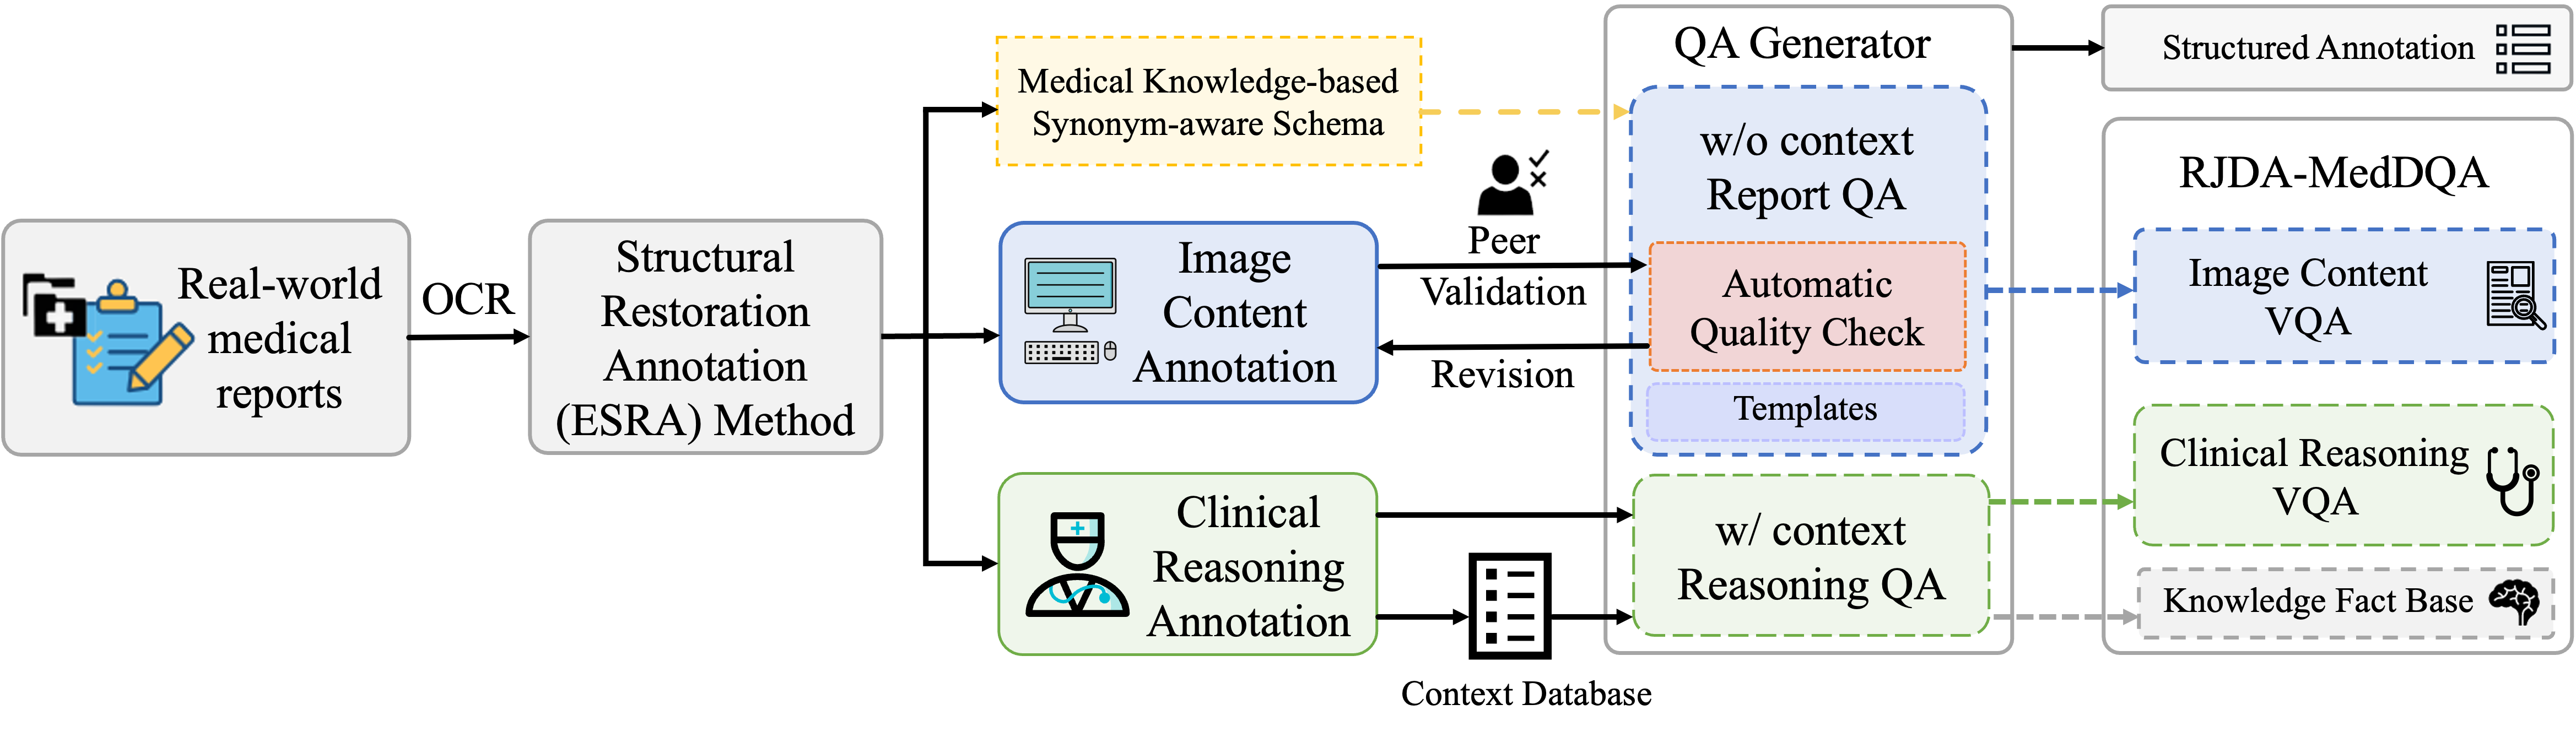 Real-world
medical
reports
OCR
Structural
Restoration
Annotation
(ESRA) Method
Medical Knowledge-based
Synonym-aware Schema
Image
Content
Annotation
Clinical
Reasoning
Annotation
Peer
Validation
Revision
Context Database
QA Generator
w/o context
Report QA
Automatic
Quality Check
Templates
w/ context
Reasoning QA
Structured Annotation
RJDA-MedDQA
Image Content
VQA
Clinical Reasoning
VQA
Knowledge Fact Base